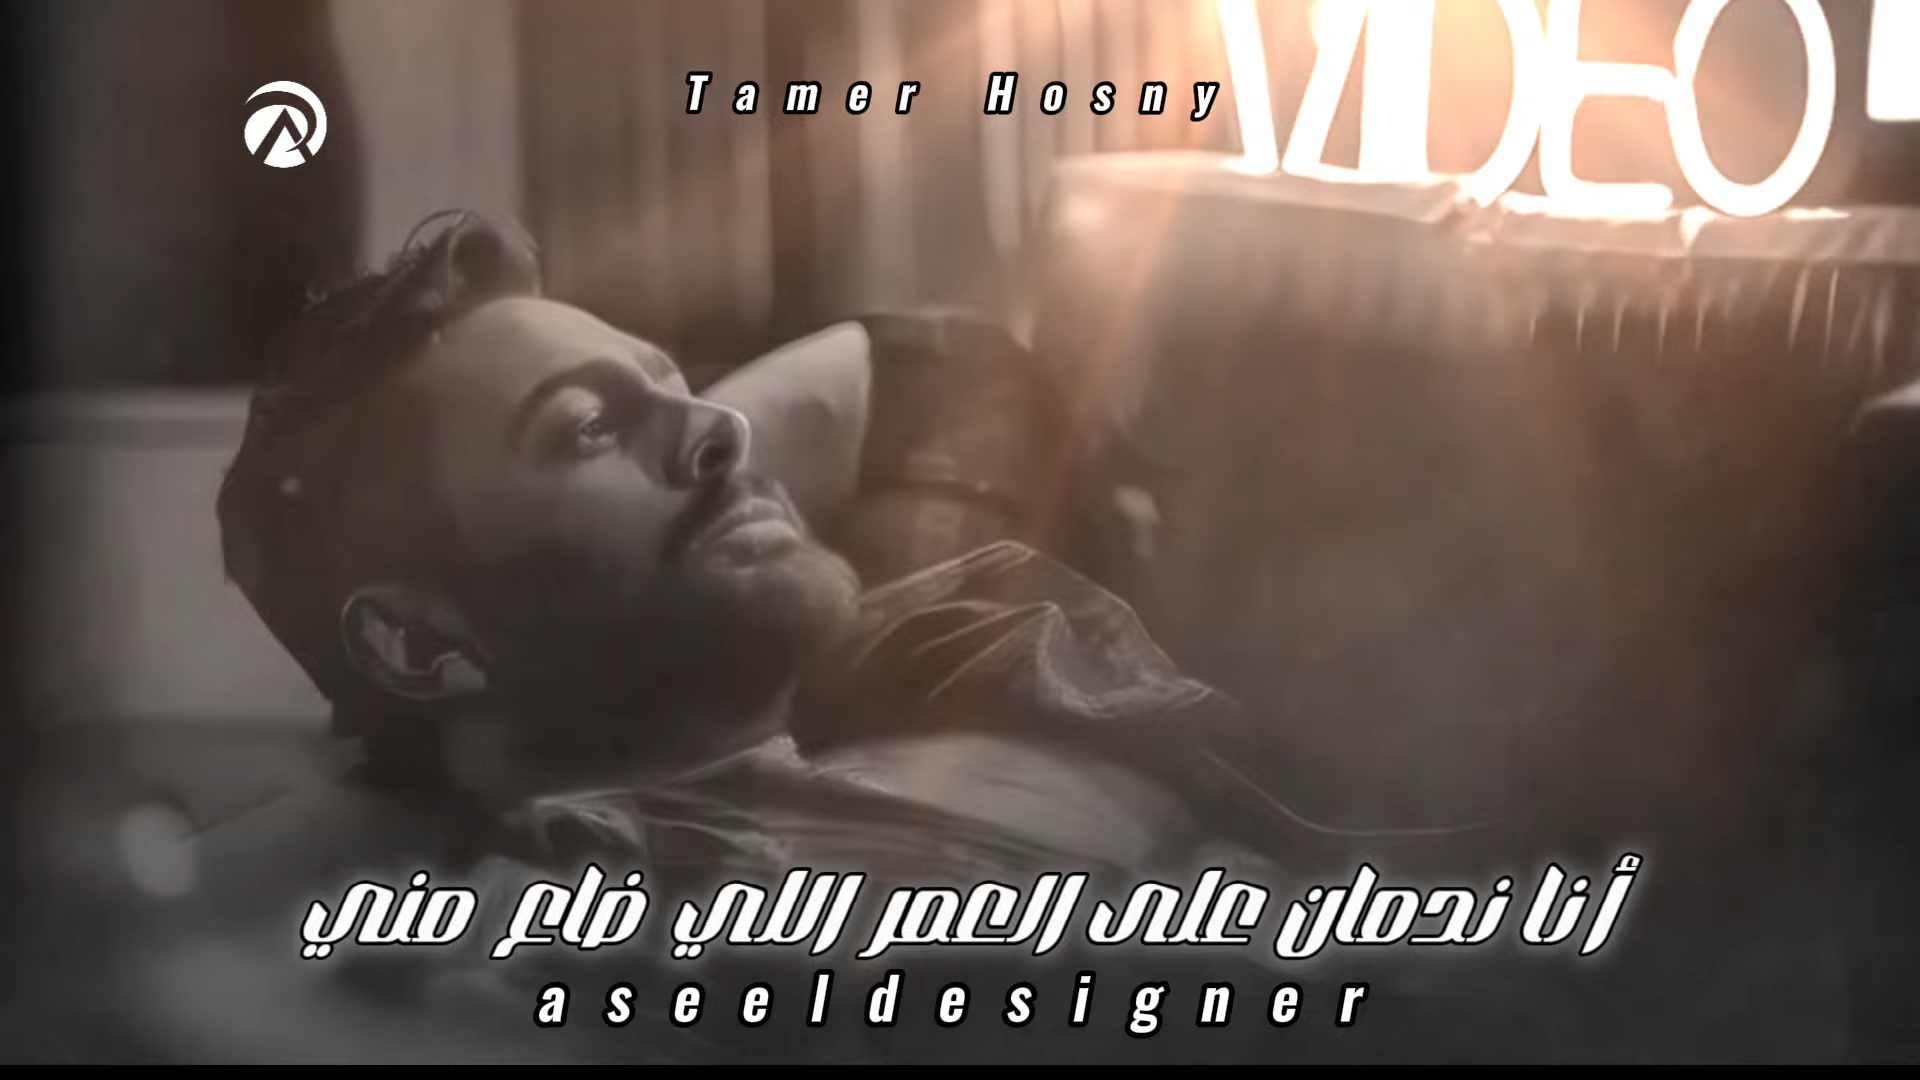 VIDEO
Tamer Hosny
أنا ندمان على العمر اللي ضاع مني
aseeldesigner